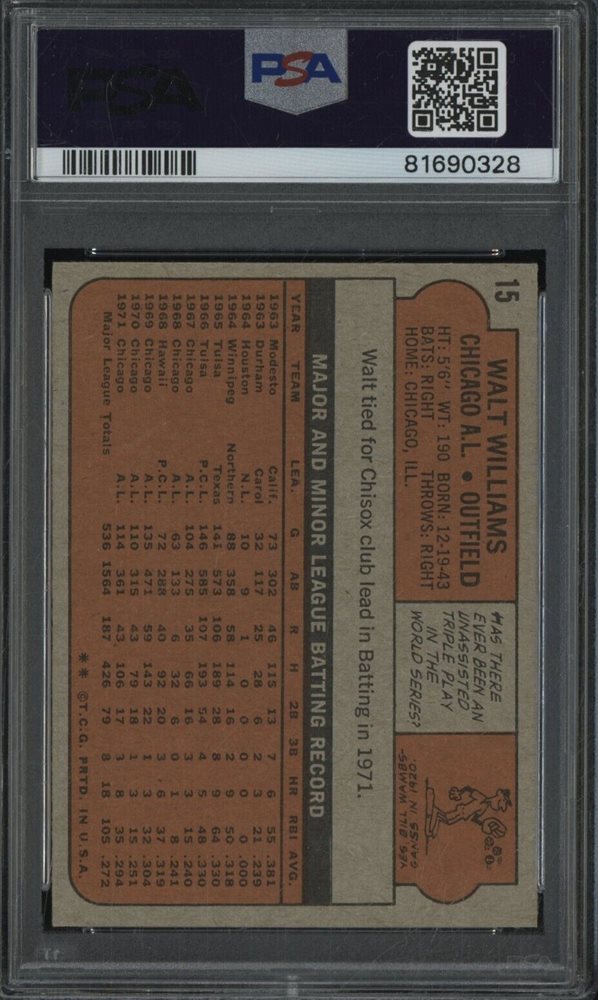 PSA
PSA
81690328
15
WALT WILLIAMS
CHICAGO A.L. • OUTFIELD
HT: 5'6" WT: 190 BORN: 12-19-43
BATS: RIGHT THROWS: RIGHT
HOME: CHICAGO, ILL.
HAS THERE
EVER BEEN AN
UNASSISTED
TRIPLE PLAY
IN THE
WORLD SERIES?
YES BILL WAMBS-
GANSS IN 1920.
Walt tied for Chisox club lead in Batting in 1971.
MAJOR AND MINOR LEAGUE BATTING RECORD
YEAR TEAM LEA. G AB R H 2B 3B HR RBI AVG.
1963 Modesto Calif. 73 302 46 115 13 7 6 55 .381
1963 Durham Carol 32 117 25 28 6 2 3 21 .239
1964 Houston N.L. 10 9 1 0 0 0 0 0 .000
1964 Winnipeg Northern 88 358 58 114 16 2 9 50 .318
1965 Tulsa Texas 141 573 106 189 28 8 9 64 .330
1966 Tulsa P.C.L. 146 585 107 193 54 4 5 48 .330
1967 Chicago A.L. 104 275 35 66 16 3 3 15 .240
1968 Chicago A.L. 63 133 6 32 6 0 1 8 .241
1968 Hawaii P.C.L. 72 288 40 92 20 3 6 37 .319
1969 Chicago A.L. 135 471 59 143 22 1 3 32 .304
1970 Chicago A.L. 110 315 43 79 18 1 3 15 .251
1971 Chicago A.L. 114 361 43 106 17 3 8 35 .294
Major League Totals 536 1564 187 426 79 8 18 105 .272
** ©T.C.G. PRTD. IN U.S.A.